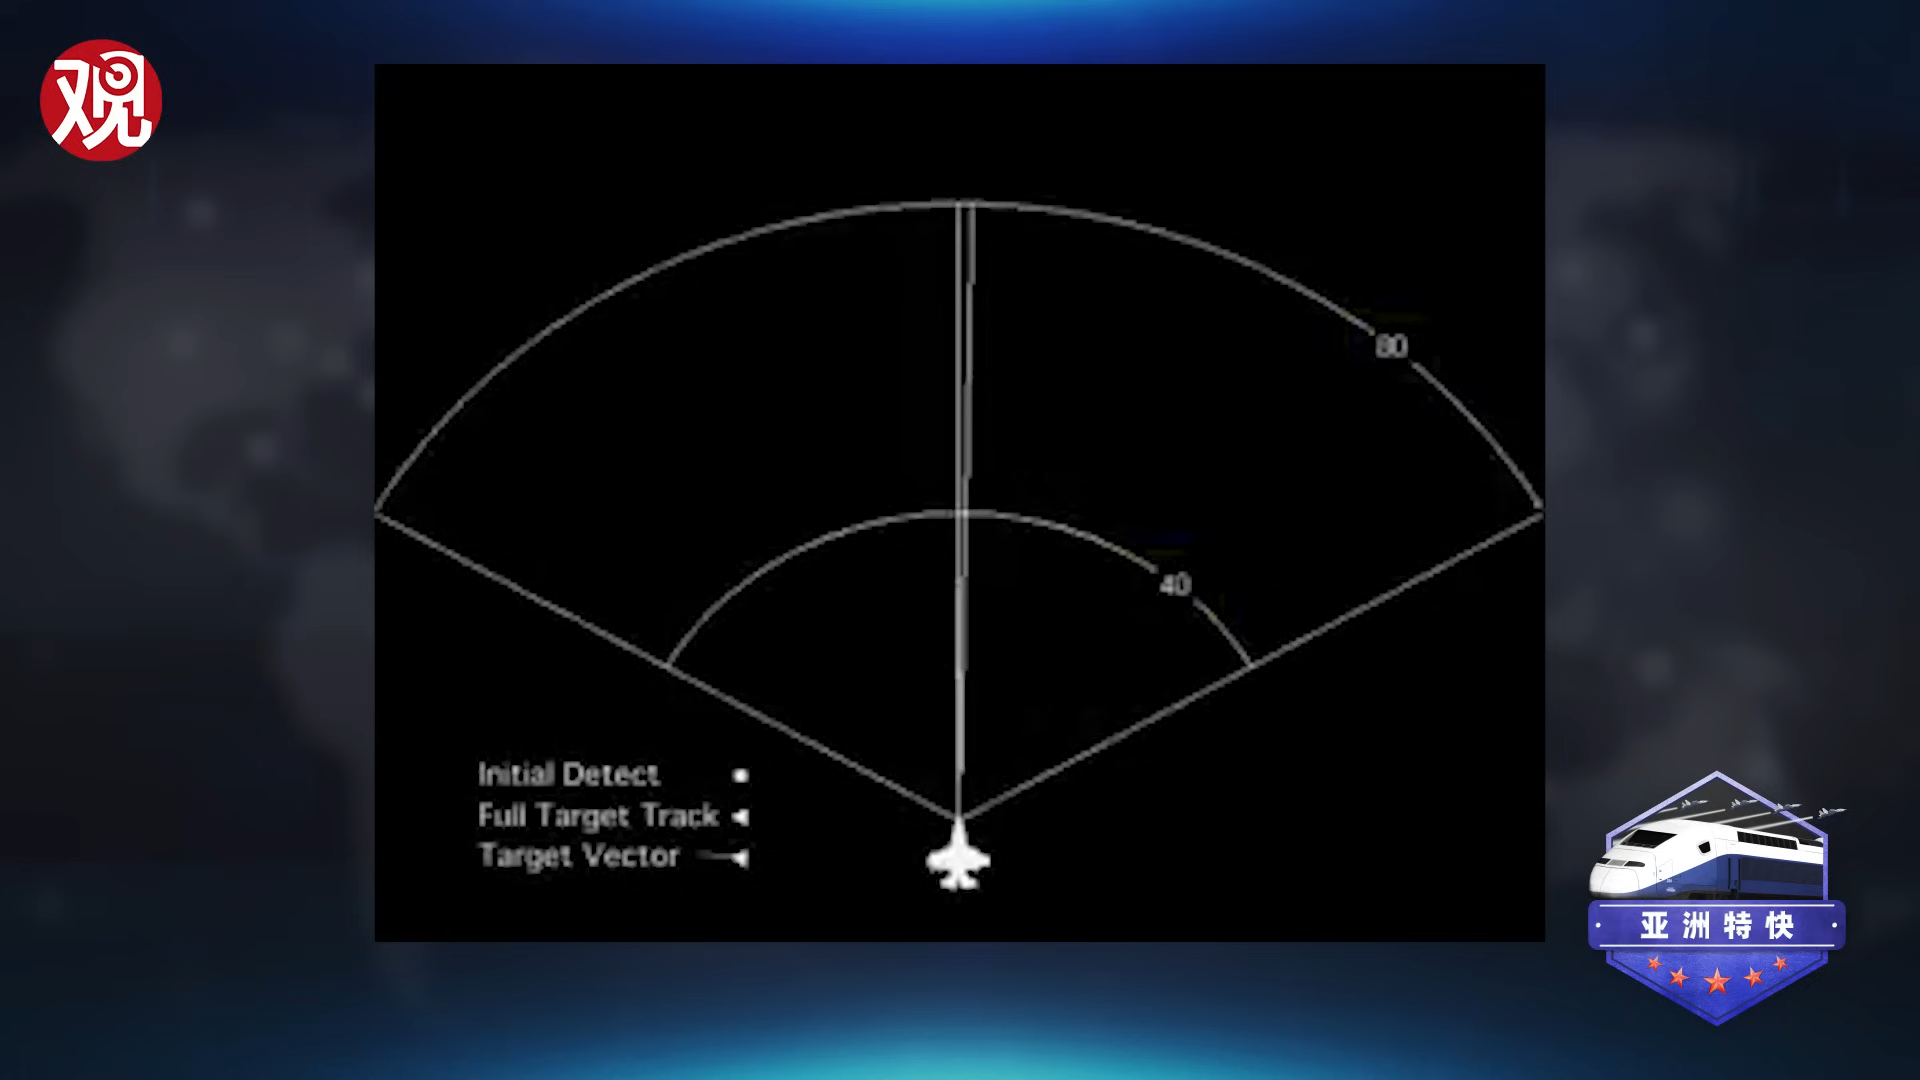 观
80
40
Initial Detect
Full Target Track
Target Vector
亚洲特快